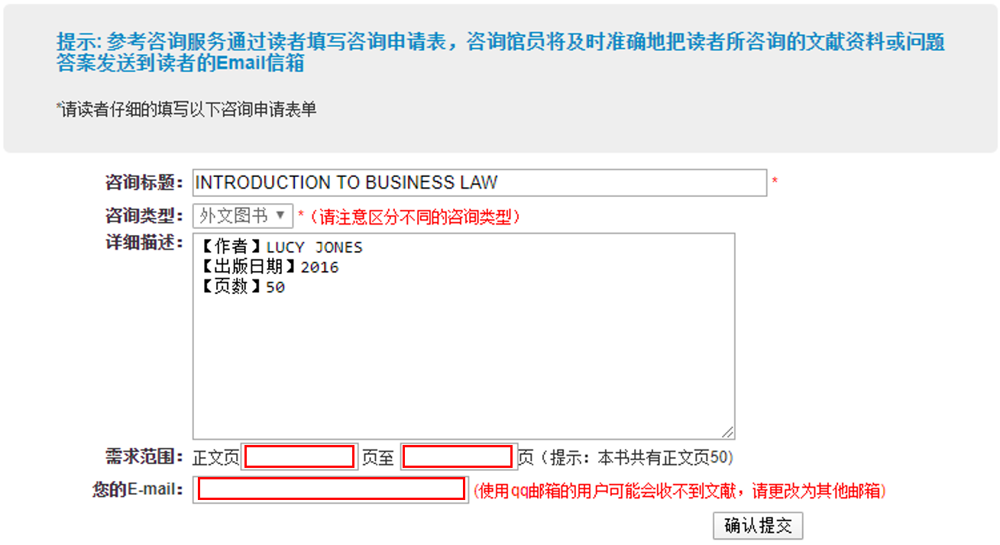 提示: 参考咨询服务通过读者填写咨询申请表，咨询馆员将及时准确地把读者所咨询的文献资料或问题
答案发送到读者的Email信箱
*请读者仔细的填写以下咨询申请表单
咨询标题： INTRODUCTION TO BUSINESS LAW *
咨询类型： 外文图书 ▼ *（请注意区分不同的咨询类型）
详细描述： 【作者】LUCY JONES
【出版日期】2016
【页数】50
需求范围： 正文页 页至 页（提示：本书共有正文页50)
您的E-mail： (使用qq邮箱的用户可能会收不到文献，请更改为其他邮箱)
确认提交